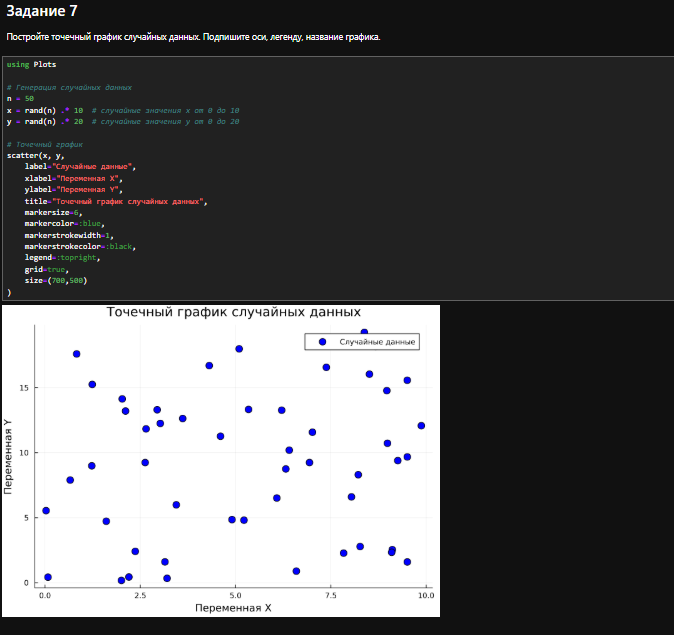 Задание 7
Постройте точечный график случайных данных. Подпишите оси, легенду, название графика.
using Plots
# Генерация случайных данных
n = 50
x = rand(n) .* 10  # случайные значения x от 0 до 10
y = rand(n) .* 20  # случайные значения y от 0 до 20
# Точечный график
scatter(x, y,
label="Случайные данные",
xlabel="Переменная X",
ylabel="Переменная Y",
title="Точечный график случайных данных",
markersize=6,
markercolor=:blue,
markerstrokewidth=1,
markerstrokecolor=:black,
legend=:topright,
grid=true,
size=(700,500)
)
Точечный график случайных данных
Случайные данные
15
10
5
0
Переменная Y
0.0 2.5 5.0 7.5 10.0
Переменная X